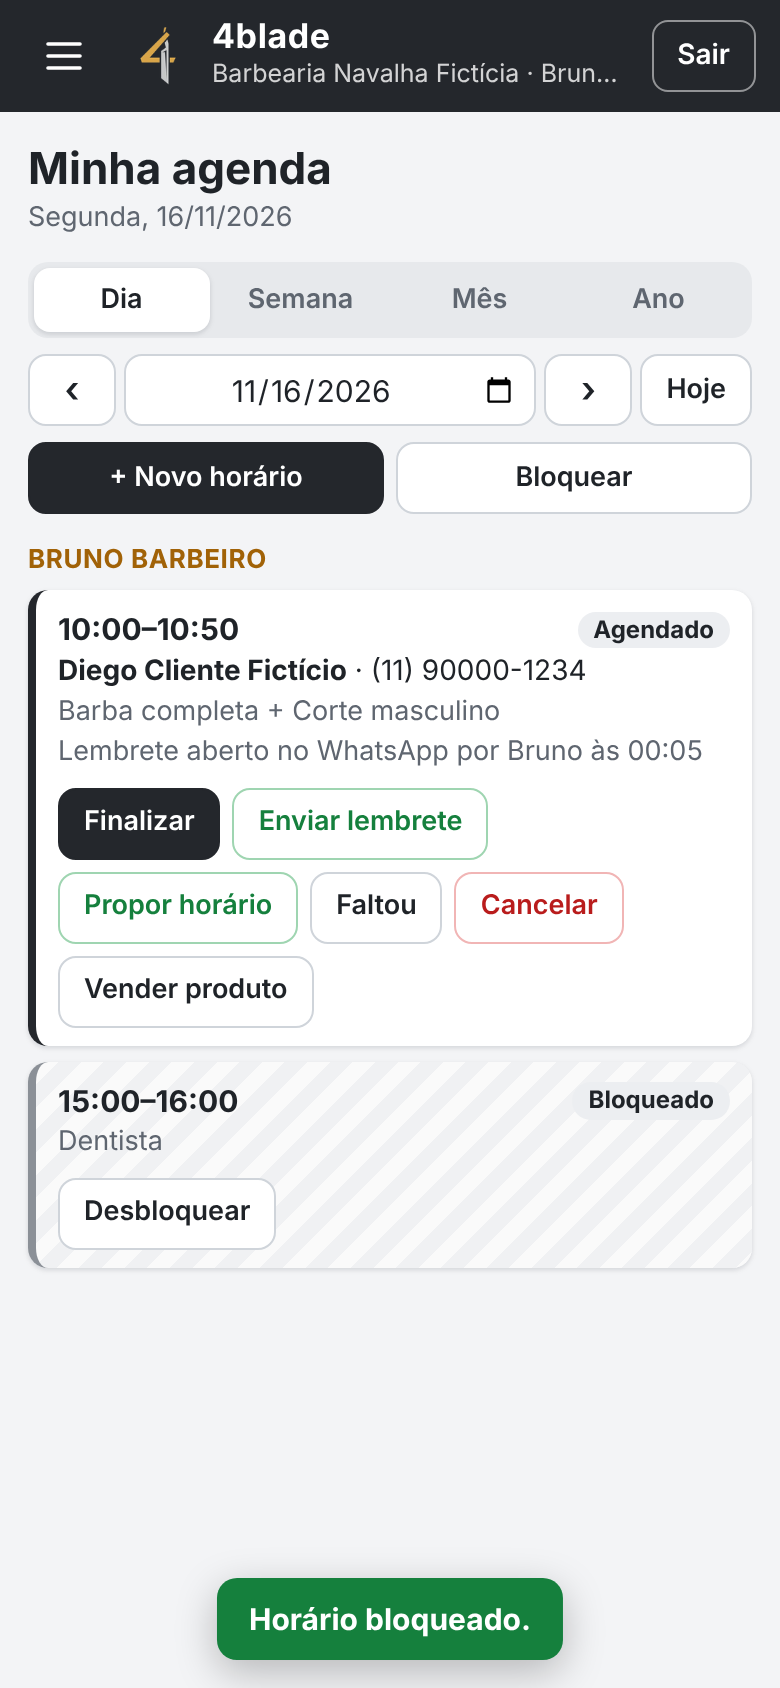 4blade
Barbearia Navalha Fictícia · Brun...
Sair
Minha agenda
Segunda, 16/11/2026
Dia
Semana
Mês
Ano
‹
11/16/2026
›
Hoje
+ Novo horário
Bloquear
BRUNO BARBEIRO
10:00–10:50
Agendado
Diego Cliente Fictício · (11) 90000-1234
Barba completa + Corte masculino
Lembrete aberto no WhatsApp por Bruno às 00:05
Finalizar
Enviar lembrete
Propor horário
Faltou
Cancelar
Vender produto
15:00–16:00
Bloqueado
Dentista
Desbloquear
Horário bloqueado.